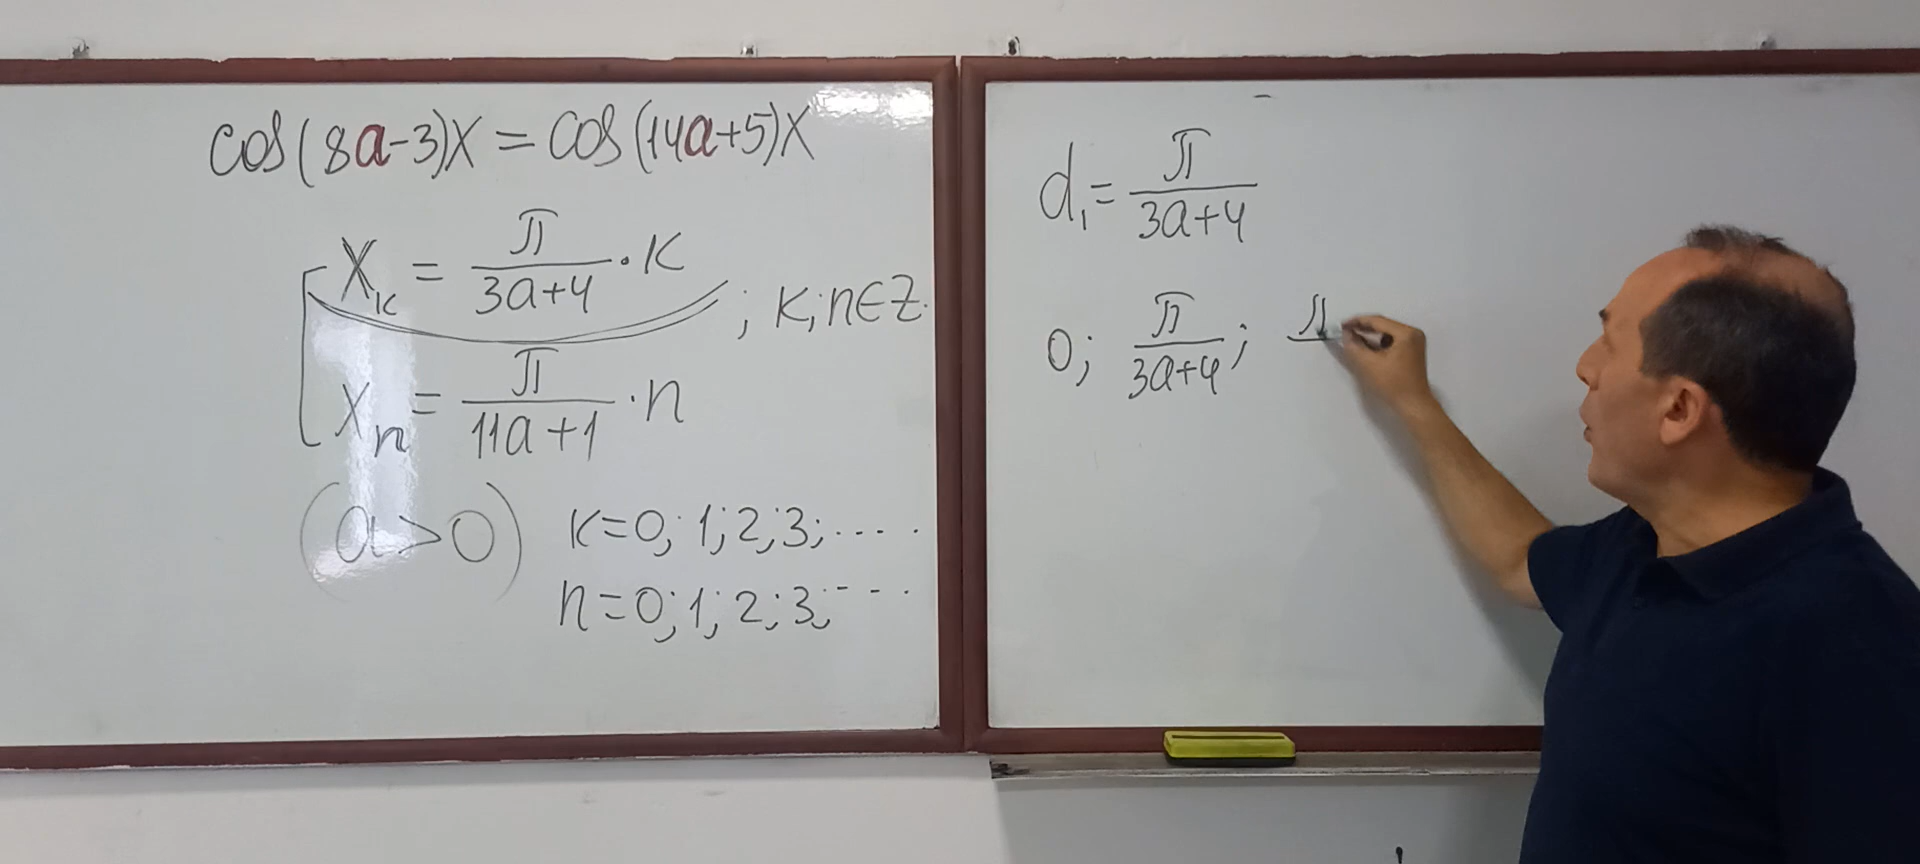 cos(8a-3)x = cos(14a+5)x
x_k = π/(3a+4) · k
; k;n∈Z.
x_n = π/(11a+1) · n
(a>0) k=0; 1; 2; 3; ....
n=0; 1; 2; 3; ----
d₁ = π/(3a+4)
0; π/(3a+4); π